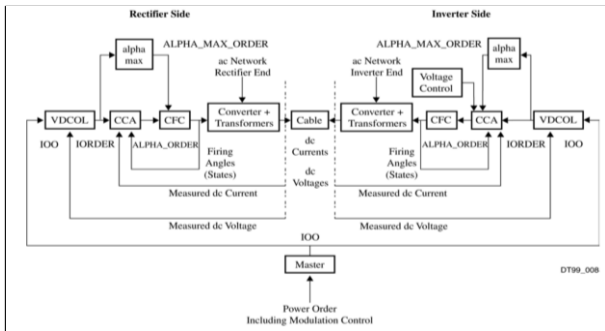 Rectifier Side
Inverter Side
alpha
max
ALPHA_MAX_ORDER
ac Network
Rectifier End
VDCOL
CCA
CFC
Converter +
Transformers
Cable
IOO
IORDER
ALPHA_ORDER
Firing
Angles
(States)
dc
Currents
dc
Voltages
ALPHA_MAX_ORDER
alpha
max
ac Network
Inverter End
Voltage
Control
Converter +
Transformers
CFC
CCA
VDCOL
Firing
Angles
(States)
ALPHA_ORDER
IORDER
IOO
Measured dc Current
Measured dc Current
Measured dc Voltage
Measured dc Voltage
IOO
Master
DT99_008
Power Order
Including Modulation Control